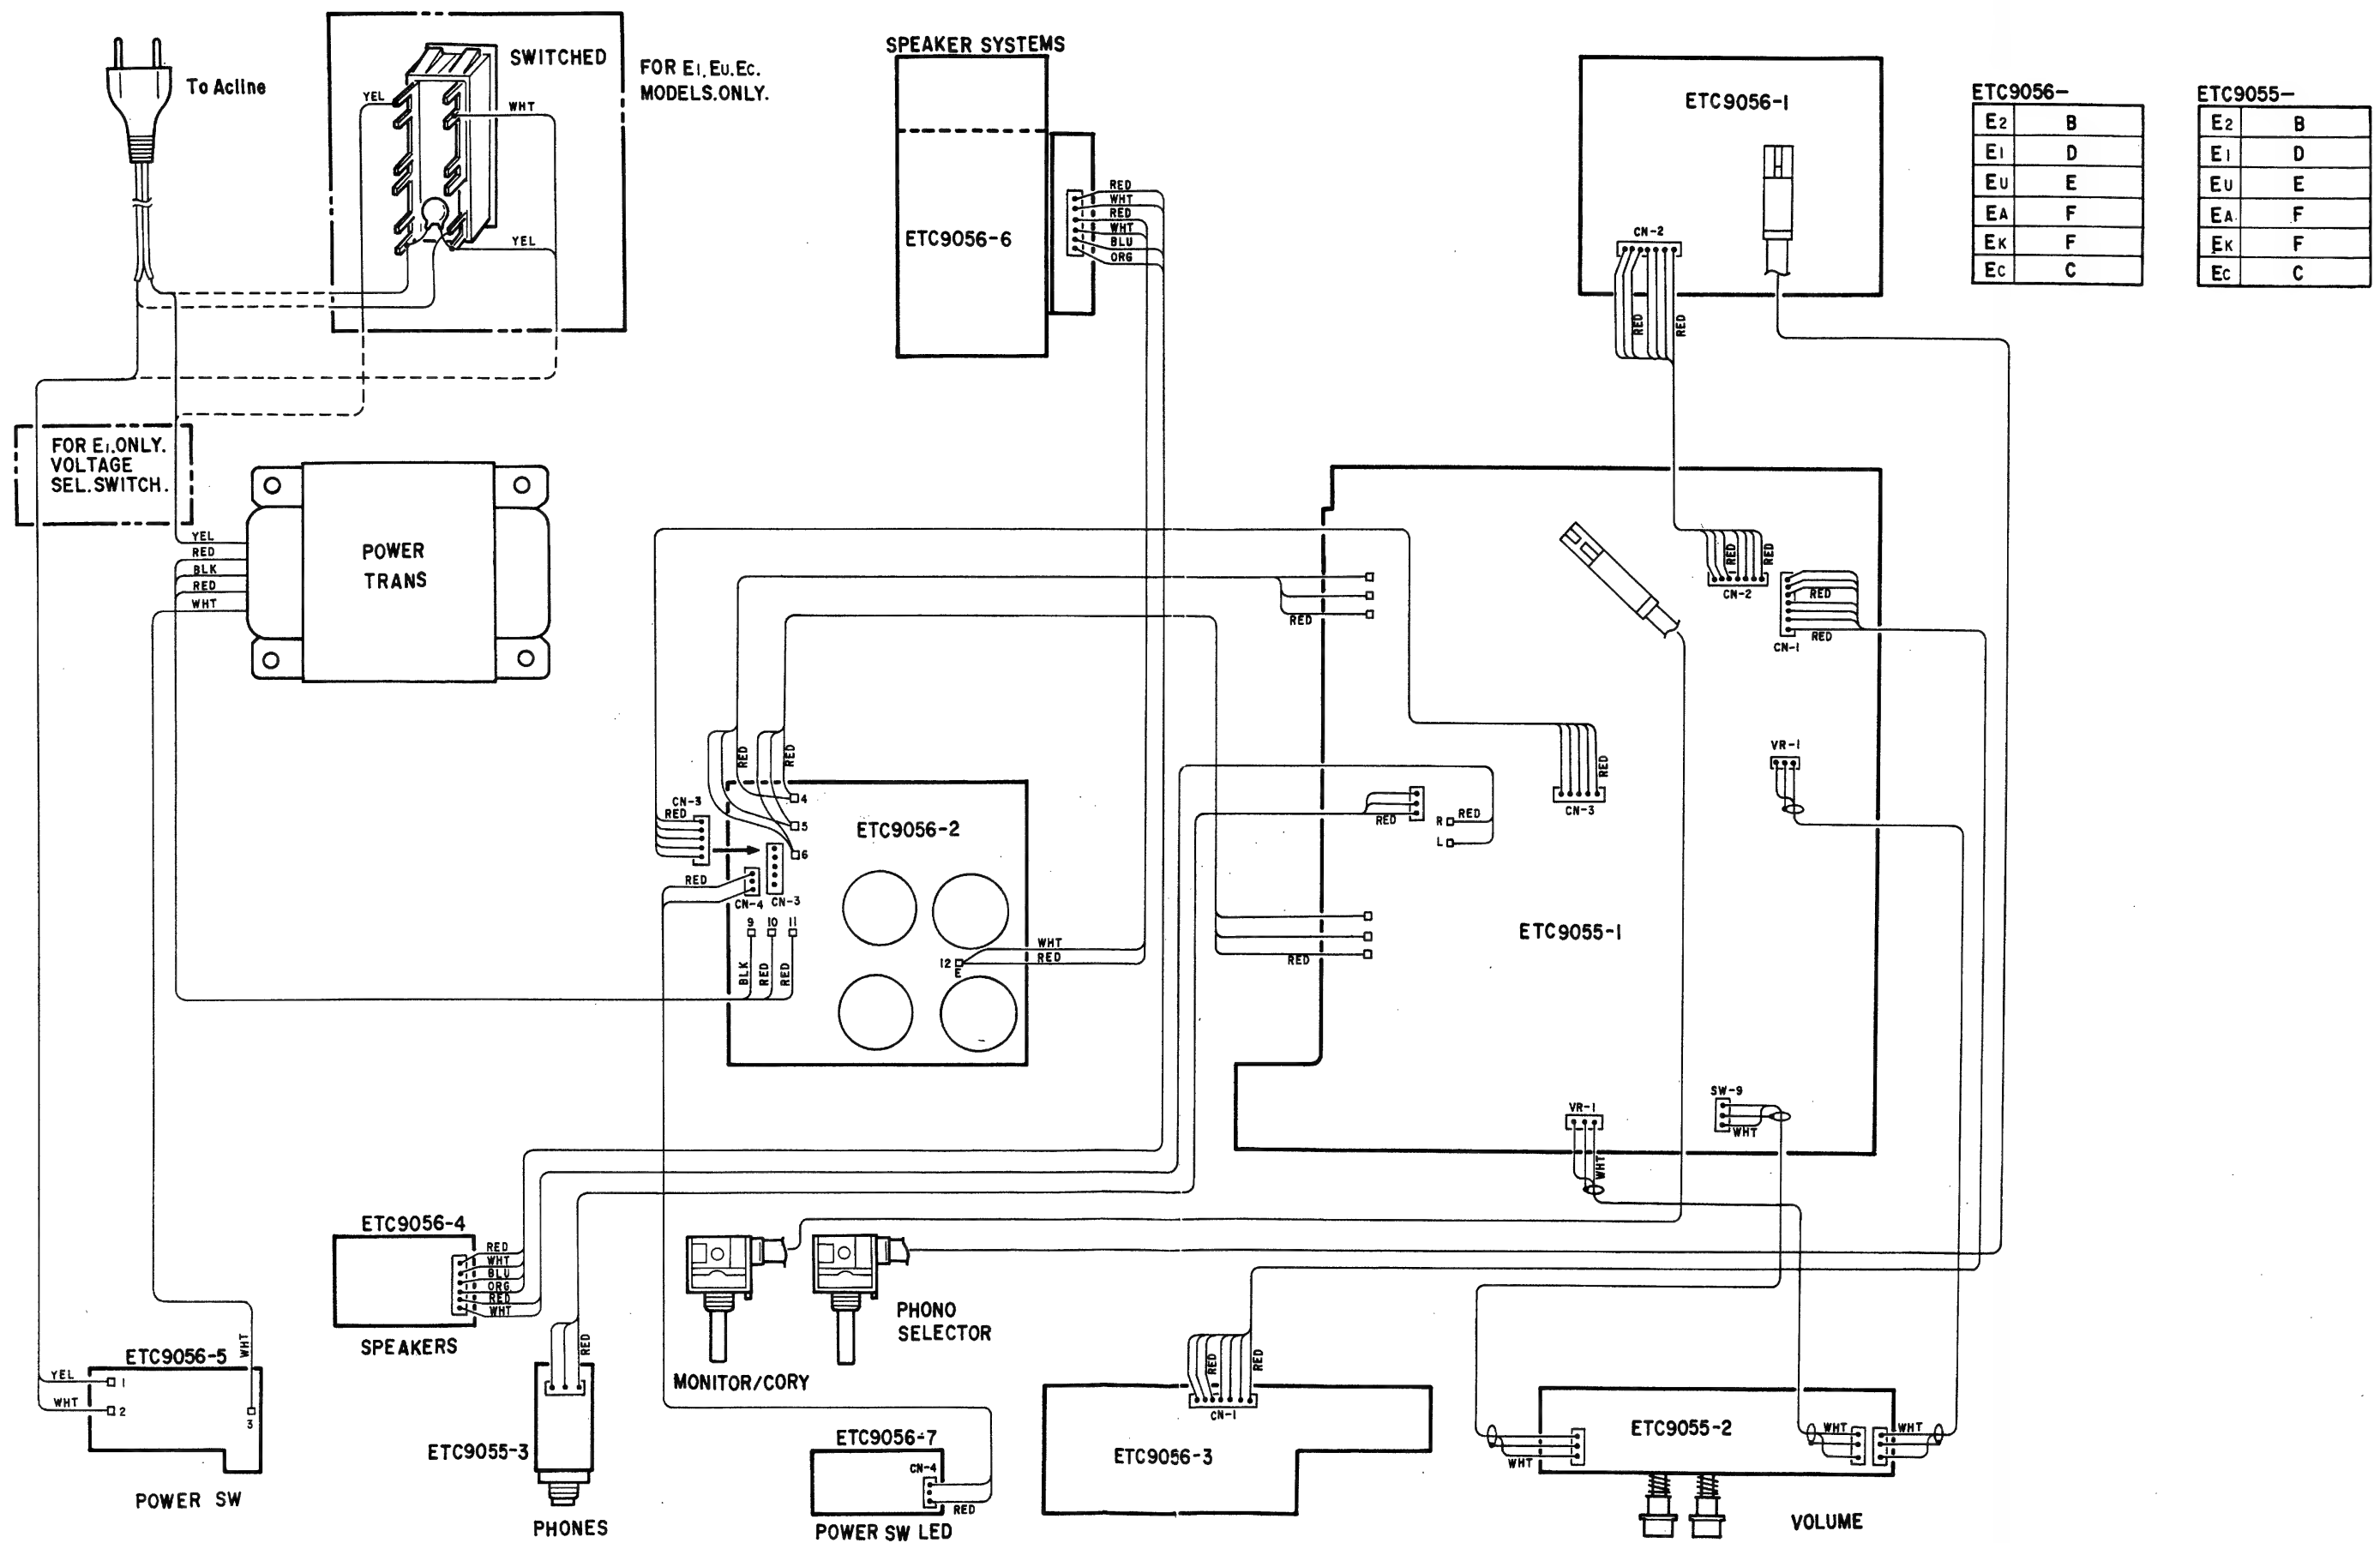 To Acline
SWITCHED
YEL
WHT
YEL
FOR EI, EU. EC.
MODELS.ONLY.
SPEAKER SYSTEMS
ETC9056-6
RED
WHT
RED
WHT
BLU
ORG
ETC9056-1
CN-2
RED
RED
ETC9056-
E2 B
EI D
EU E
EA F
EK F
EC C
ETC9055-
E2 B
EI D
EU E
EA. F
EK F
EC C
FOR EI.ONLY.
VOLTAGE
SEL.SWITCH.
YEL
RED
BLK
RED
WHT
POWER
TRANS
RED
RED
CN-2
RED
CN-1
RED
RED
RED
RED
CN-3
RED
4
5
6
ETC9056-2
RED
CN-4
CN-3
9
10
11
BLK
RED
RED
12
E
WHT
RED
RED
RED
R
RED
L
RED
CN-3
VR-1
ETC9055-1
VR-1
WHT
SW-9
WHT
ETC9056-4
RED
WHT
BLU
ORG
RED
WHT
SPEAKERS
ETC9056-5
YEL
1
WHT
2
WHT
3
POWER SW
RED
ETC9055-3
PHONES
MONITOR/CORY
PHONO
SELECTOR
ETC9056-7
CN-4
RED
POWER SW LED
RED
RED
CN-1
ETC9056-3
WHT
ETC9055-2
WHT
WHT
VOLUME